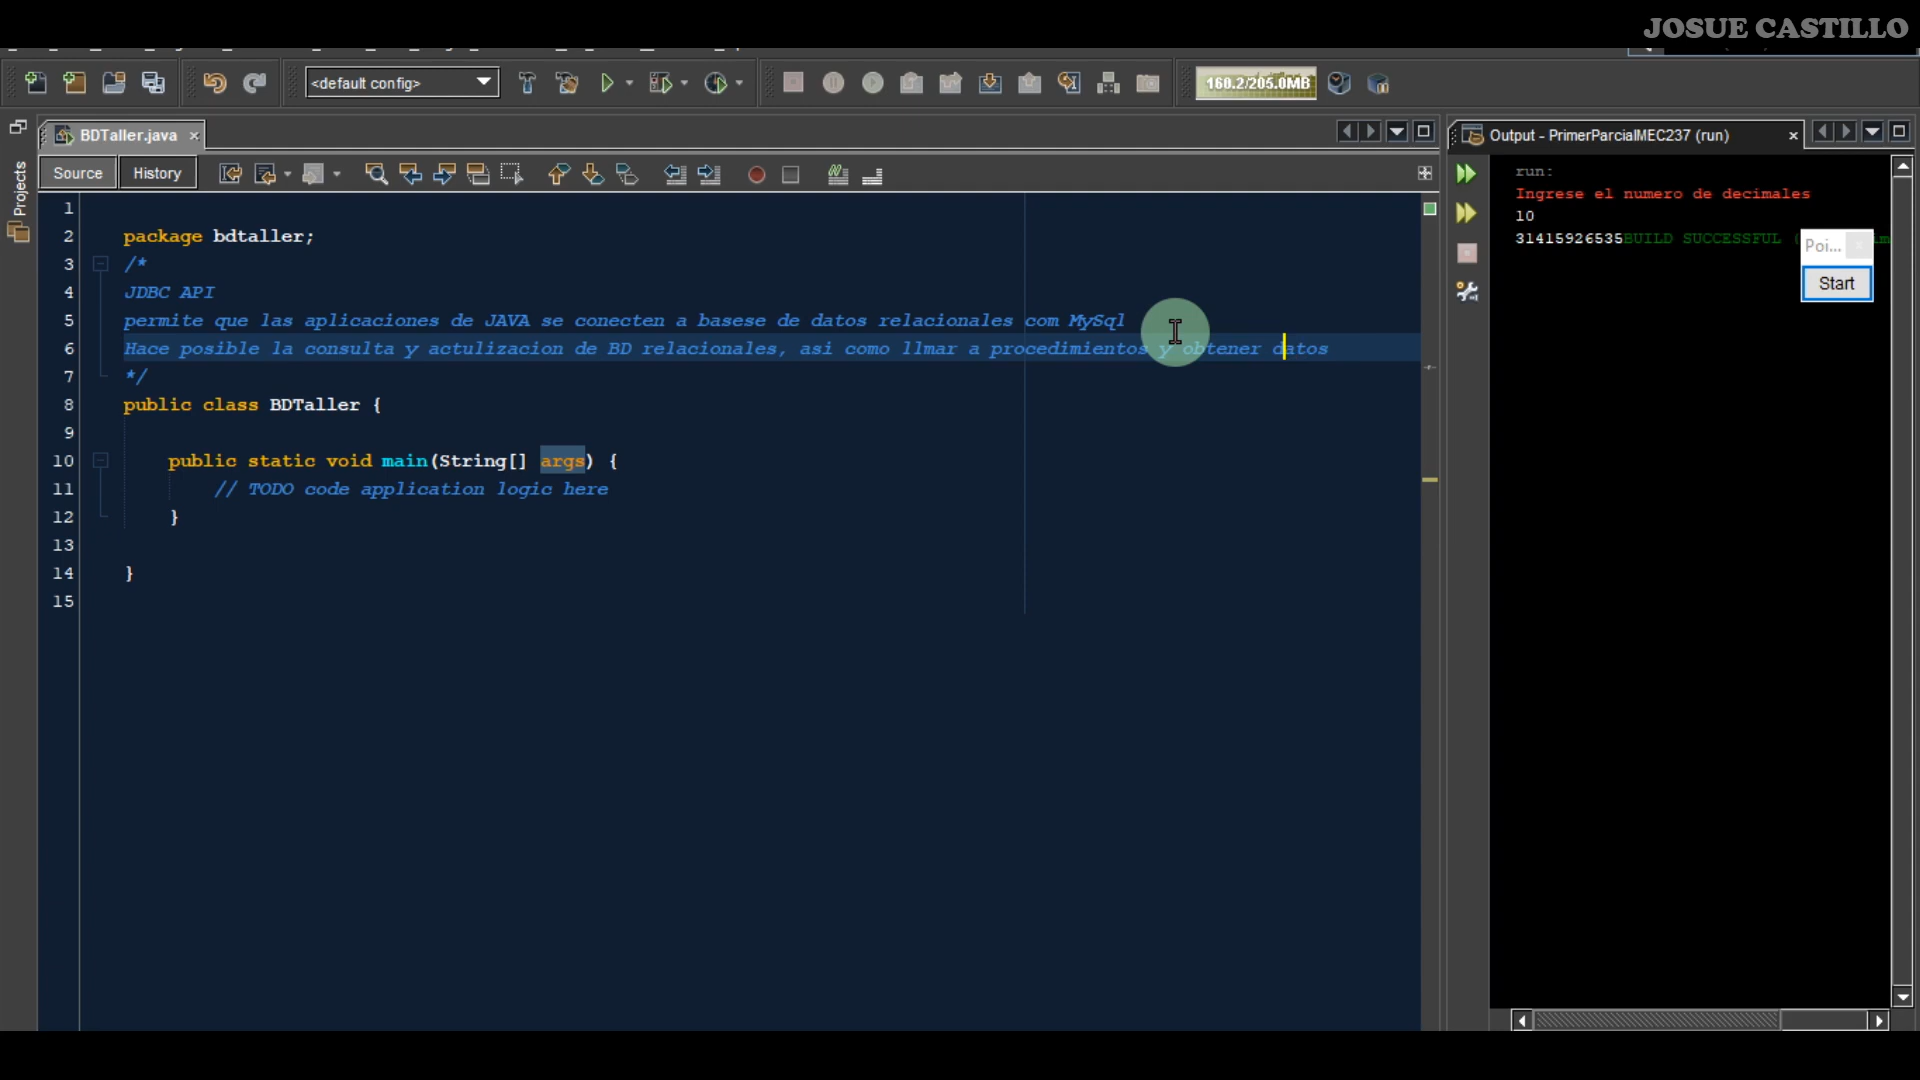 JOSUE CASTILLO
<default config>
160.2/205.0MB
Projects
BDTaller.java
Source
History
1
2 package bdtaller;
3 /*
4 JDBC API
5 permite que las aplicaciones de JAVA se conecten a basese de datos relacionales com MySql
6 Hace posible la consulta y actulizacion de BD relacionales, asi como llmar a procedimientos y obtener datos
7 */
8 public class BDTaller {
9
10 public static void main(String[] args) {
11 // TODO code application logic here
12 }
13
14 }
15
Output - PrimerParcialMEC237 (run)
run:
Ingrese el numero de decimales
10
31415926535BUILD SUCCESSFUL (
Poi...
Start